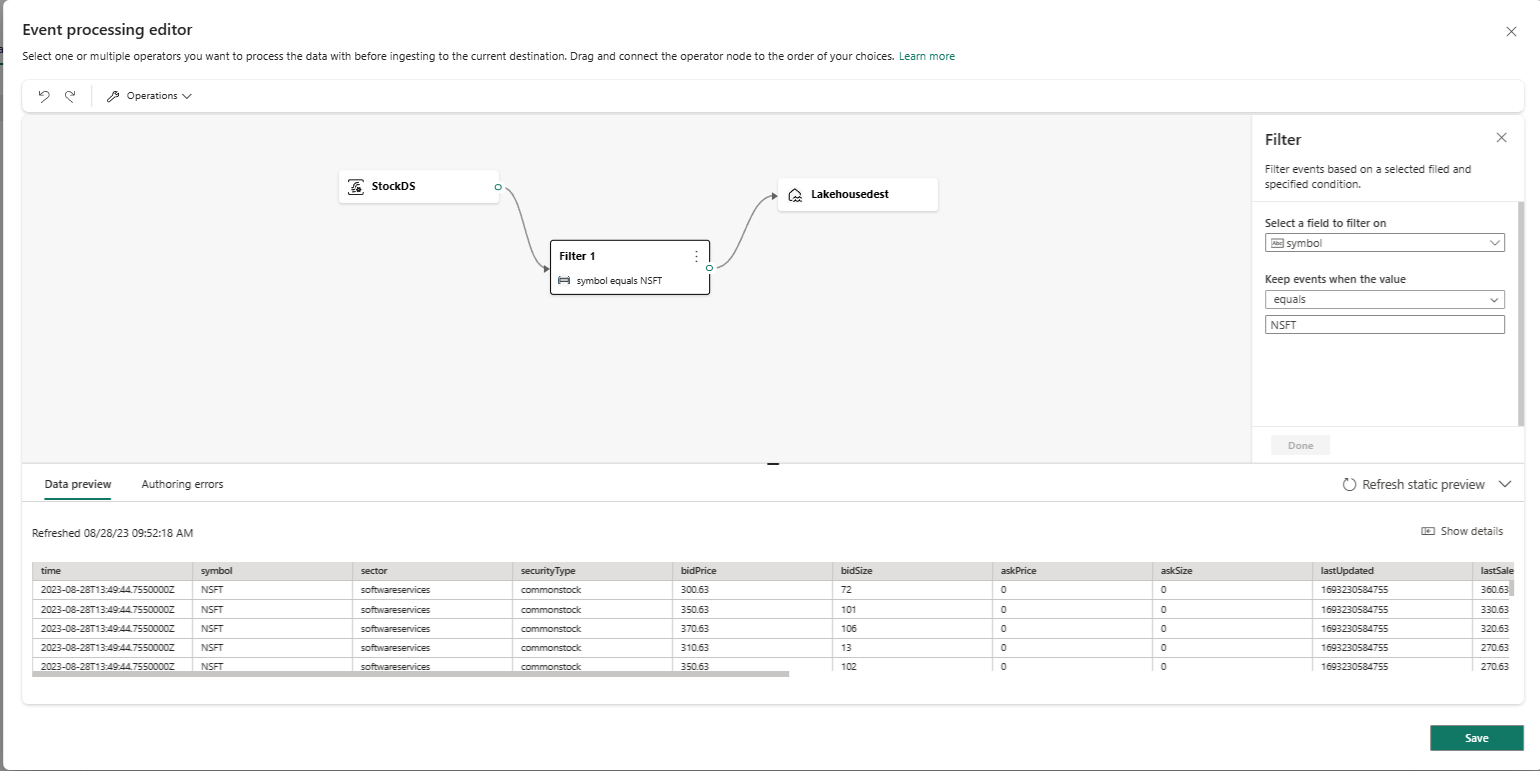 Event processing editor
Select one or multiple operators you want to process the data with before ingesting to the current destination. Drag and connect the operator node to the order of your choices. Learn more
Operations
StockDS
Lakehousedest
Filter 1
symbol equals NSFT
Filter
Filter events based on a selected filed and
specified condition.
Select a field to filter on
Abc symbol
Keep events when the value
equals
NSFT
Done
Data preview Authoring errors Refresh static preview
Refreshed 08/28/23 09:52:18 AM Show details
time symbol sector securityType bidPrice bidSize askPrice askSize lastUpdated lastSale
2023-08-28T13:49:44.7550000Z NSFT softwareservices commonstock 300.63 72 0 0 1693230584755 360.63
2023-08-28T13:49:44.7550000Z NSFT softwareservices commonstock 350.63 101 0 0 1693230584755 330.63
2023-08-28T13:49:44.7550000Z NSFT softwareservices commonstock 370.63 106 0 0 1693230584755 320.63
2023-08-28T13:49:44.7550000Z NSFT softwareservices commonstock 310.63 13 0 0 1693230584755 270.63
2023-08-28T13:49:44.7550000Z NSFT softwareservices commonstock 350.63 102 0 0 1693230584755 270.63
Save